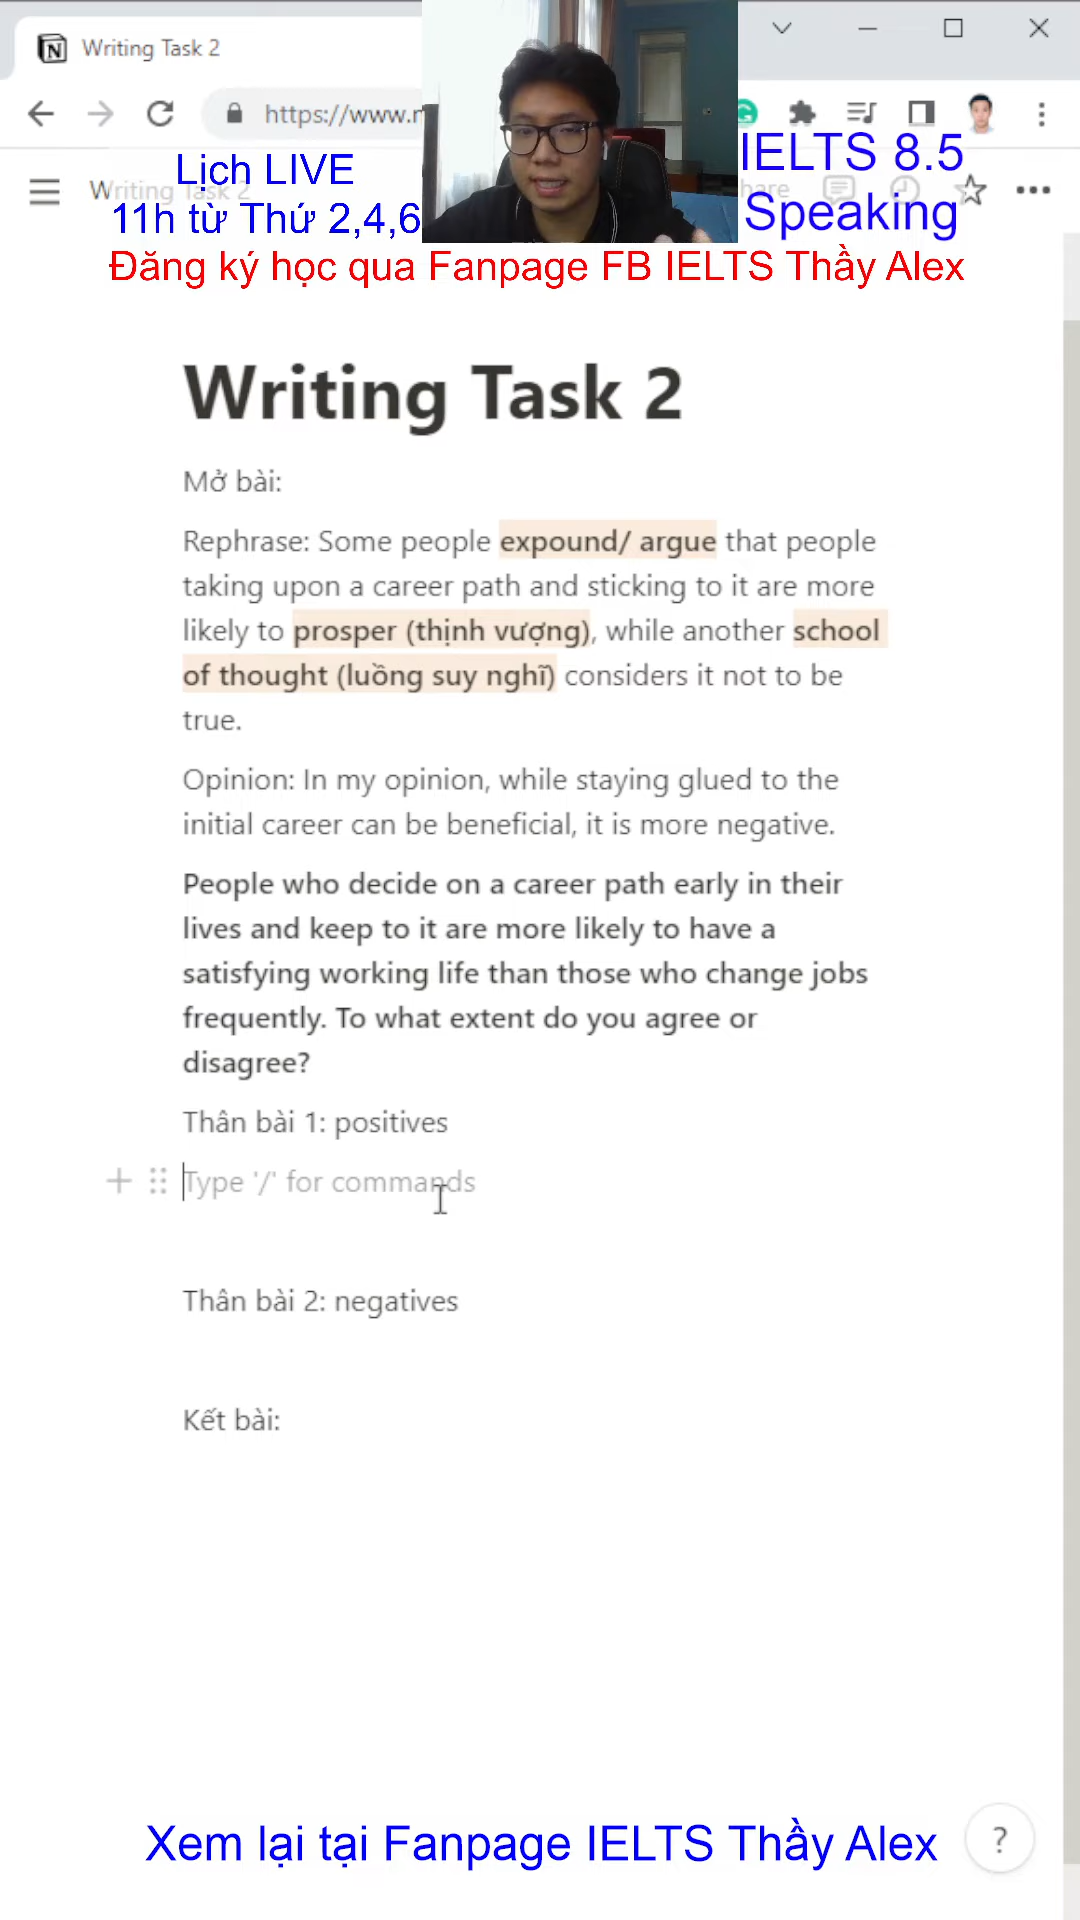 Writing Task 2
https://www.n
Lịch LIVE
IELTS 8.5
Writing Task 2
hare
11h từ Thứ 2,4,6
Speaking
Đăng ký học qua Fanpage FB IELTS Thầy Alex
Writing Task 2
Mở bài:
Rephrase: Some people expound/ argue that people
taking upon a career path and sticking to it are more
likely to prosper (thịnh vượng), while another school
of thought (luồng suy nghĩ) considers it not to be
true.
Opinion: In my opinion, while staying glued to the
initial career can be beneficial, it is more negative.
People who decide on a career path early in their
lives and keep to it are more likely to have a
satisfying working life than those who change jobs
frequently. To what extent do you agree or
disagree?
Thân bài 1: positives
Type '/' for commands
Thân bài 2: negatives
Kết bài:
Xem lại tại Fanpage IELTS Thầy Alex
?